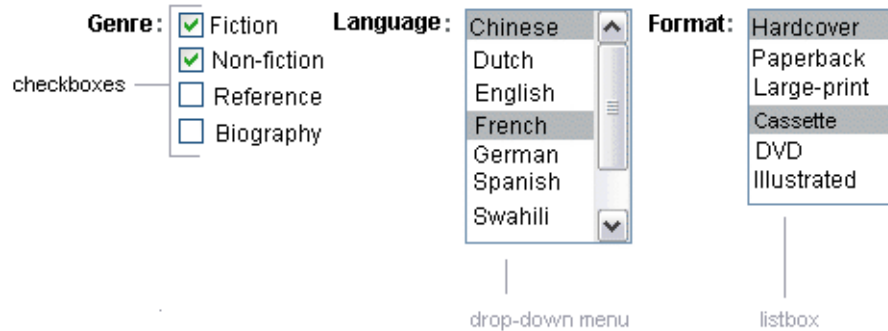 Genre:
Fiction
Non-fiction
Reference
Biography
checkboxes
Language:
Chinese
Dutch
English
French
German
Spanish
Swahili
drop-down menu
Format:
Hardcover
Paperback
Large-print
Cassette
DVD
Illustrated
listbox